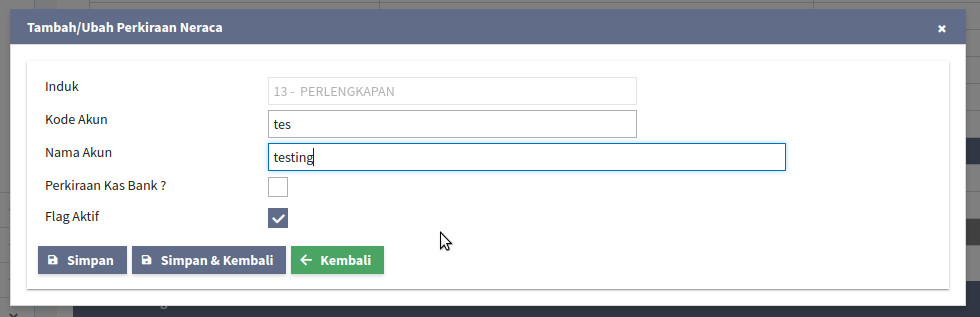 Tambah/Ubah Perkiraan Neraca
Induk
13 - PERLENGKAPAN
Kode Akun
tes
Nama Akun
testing
Perkiraan Kas Bank ?
Flag Aktif
Simpan Simpan & Kembali Kembali